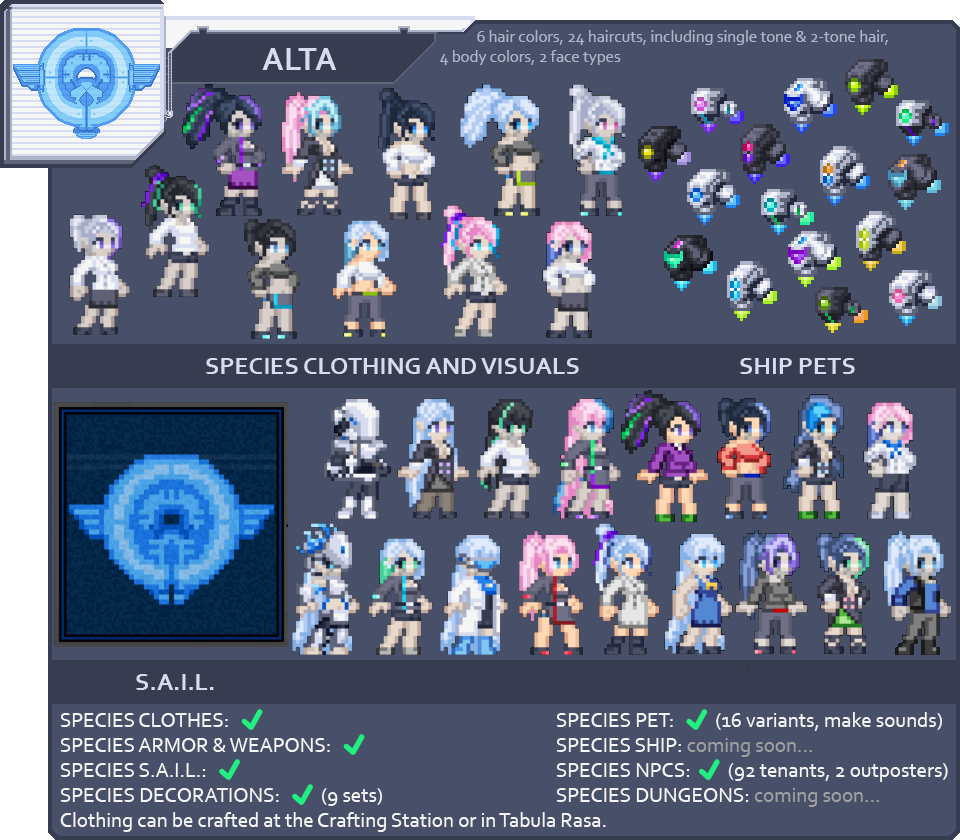 ALTA
6 hair colors, 24 haircuts, including single tone & 2-tone hair,
4 body colors, 2 face types
SPECIES CLOTHING AND VISUALS
SHIP PETS
S.A.I.L.
SPECIES CLOTHES: ✓
SPECIES ARMOR & WEAPONS: ✓
SPECIES S.A.I.L.: ✓
SPECIES DECORATIONS: ✓ (9 sets)
Clothing can be crafted at the Crafting Station or in Tabula Rasa.
SPECIES PET: ✓ (16 variants, make sounds)
SPECIES SHIP: coming soon...
SPECIES NPCS: ✓ (92 tenants, 2 outposters)
SPECIES DUNGEONS: coming soon...